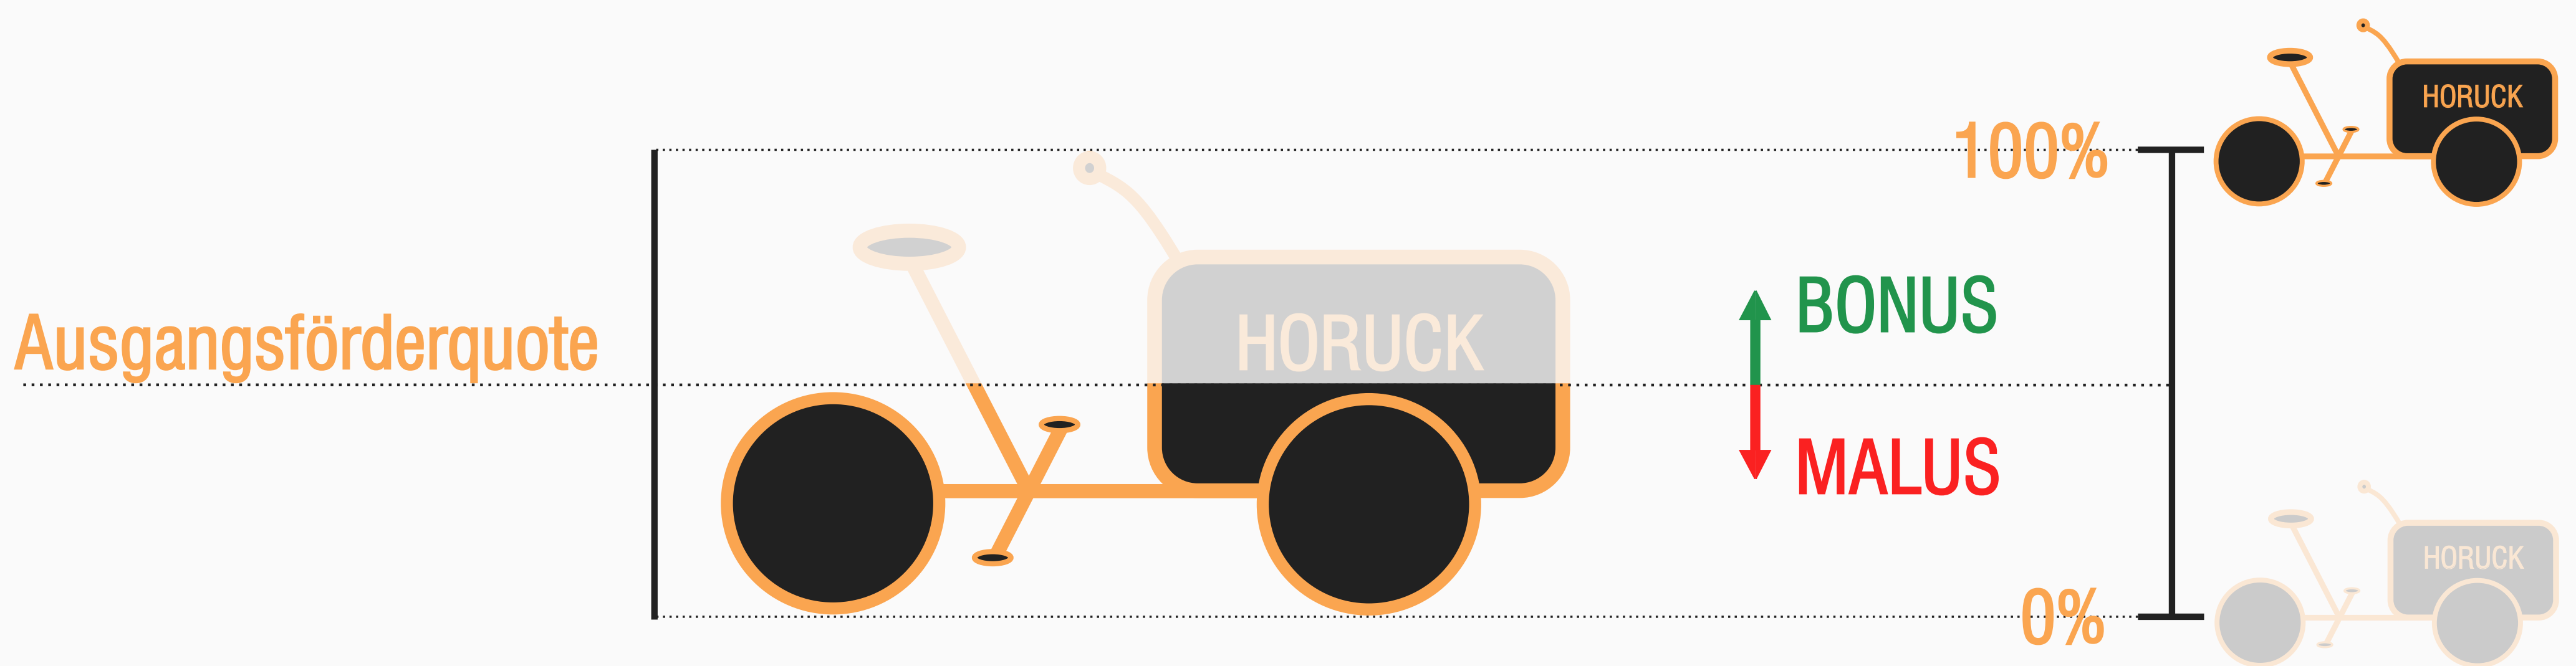 HORUCK
100%
BONUS
Ausgangsförderquote
HORUCK
MALUS
HORUCK
0%